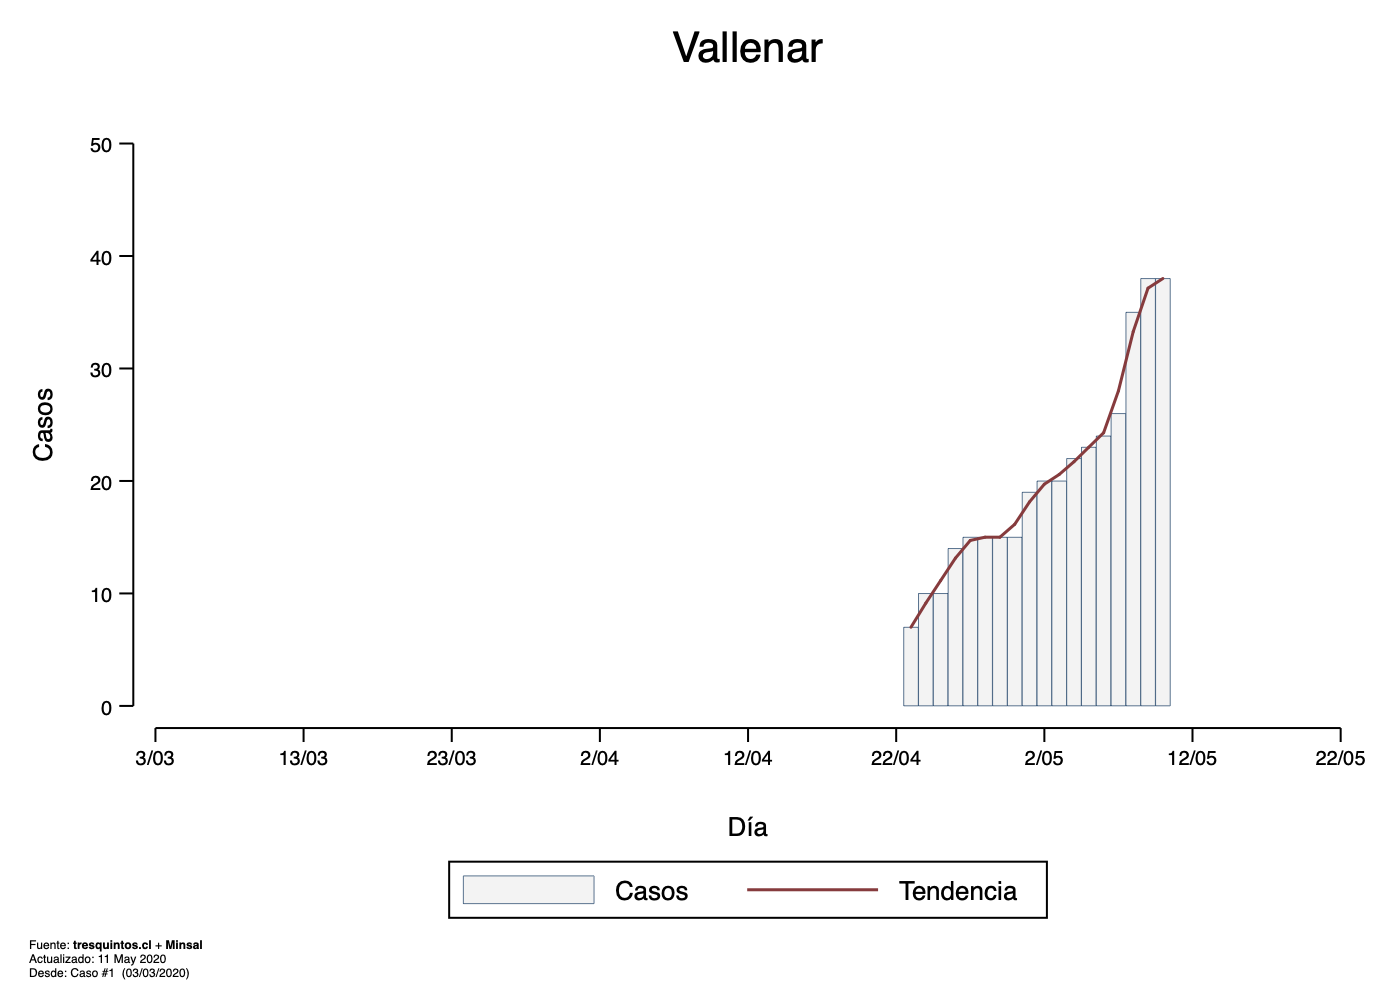 Vallenar
50
40
30
20
10
0
Casos
3/03 13/03 23/03 2/04 12/04 22/04 2/05 12/05 22/05
Día
Casos Tendencia
Fuente: tresquintos.cl + Minsal
Actualizado: 11 May 2020
Desde: Caso #1 (03/03/2020)